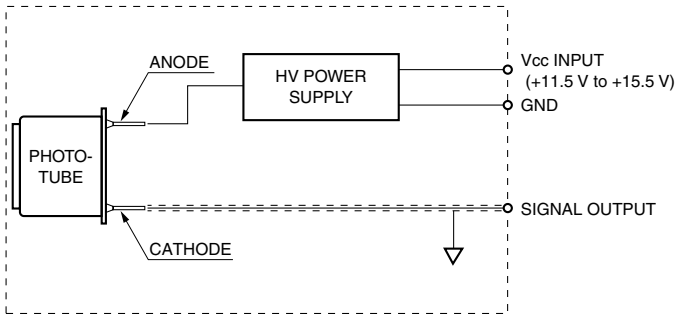 ANODE
HV POWER
SUPPLY
Vcc INPUT
(+11.5 V to +15.5 V)
GND
PHOTO-
TUBE
SIGNAL OUTPUT
CATHODE